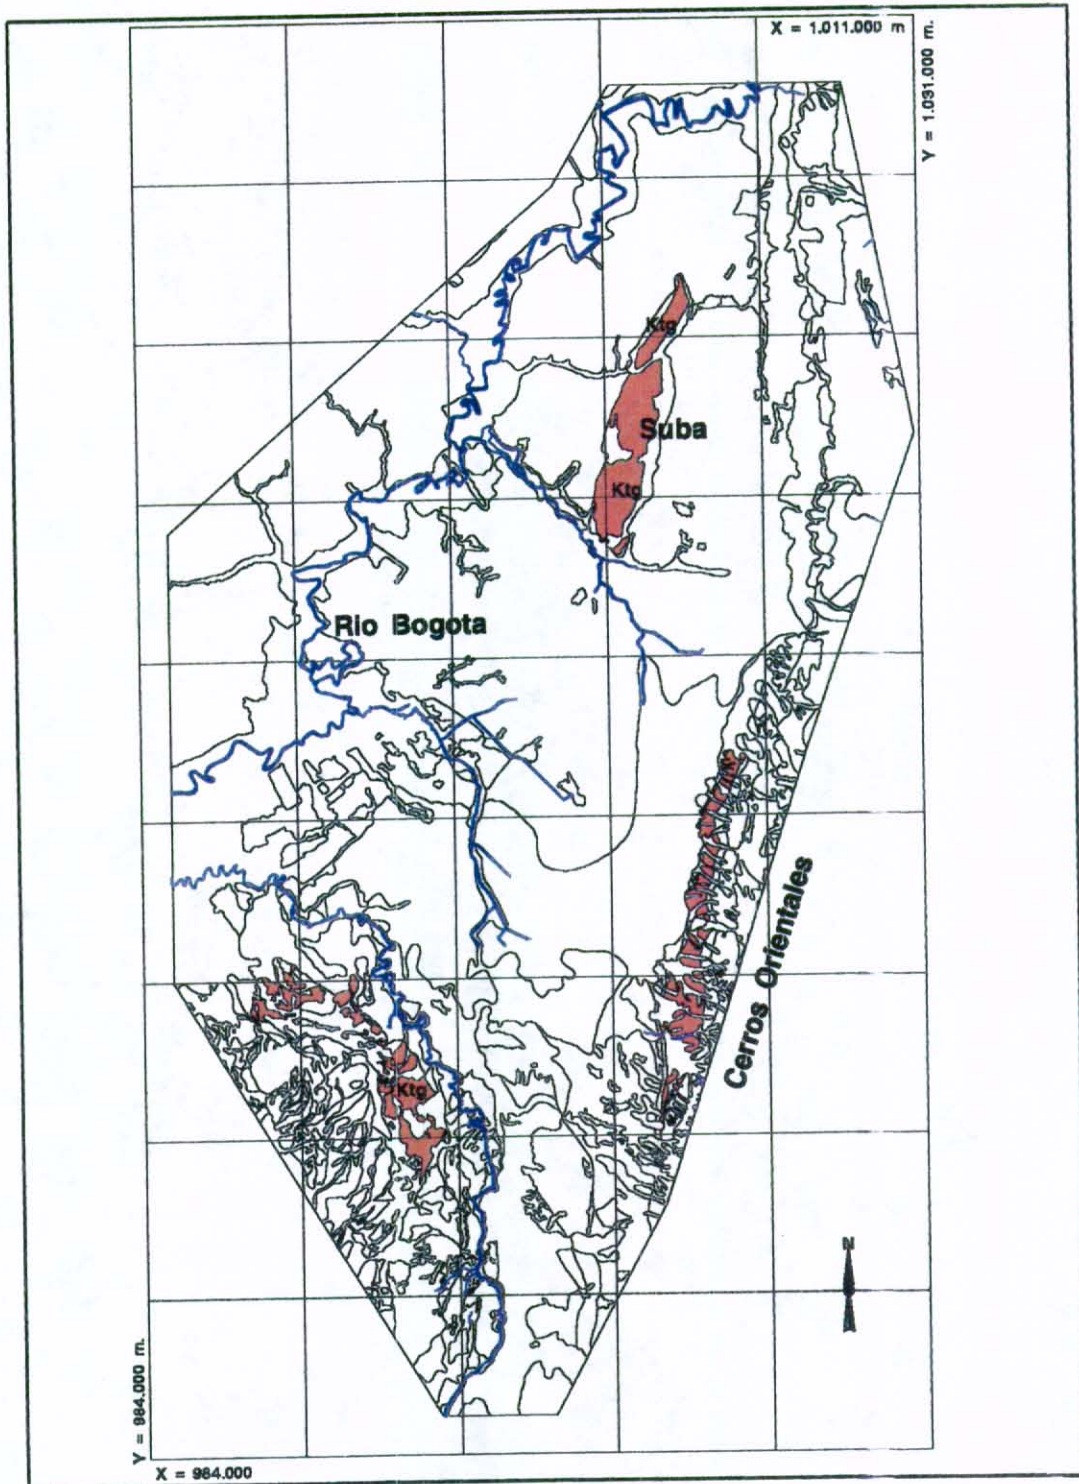 X = 1.011.000 m
Y = 1.031.000 m.
Ktg
Suba
Ktg
Rio Bogota
Cerros Orientales
Ktg
N
Y = 984.000 m.
X = 984.000